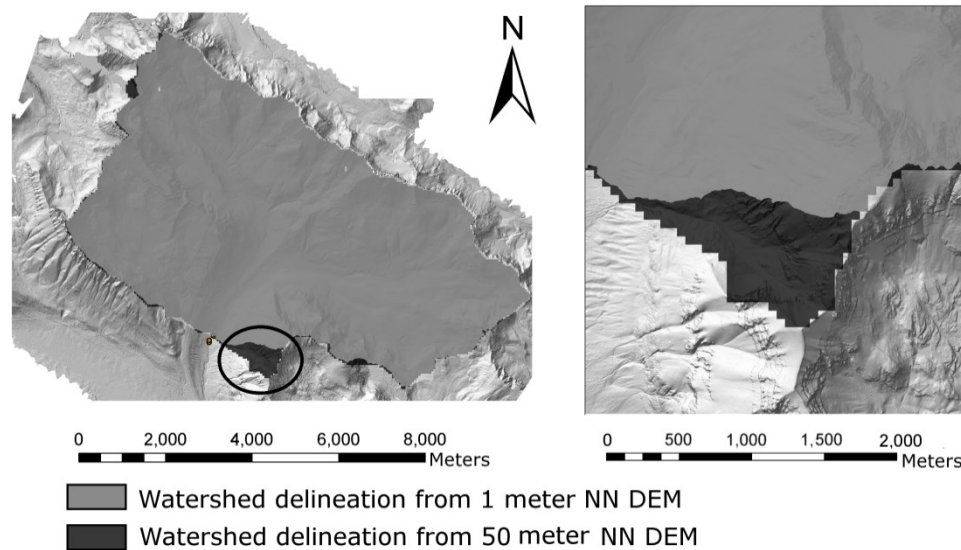 N
0 2,000 4,000 6,000 8,000
Meters
0 500 1,000 1,500 2,000
Meters
Watershed delineation from 1 meter NN DEM
Watershed delineation from 50 meter NN DEM